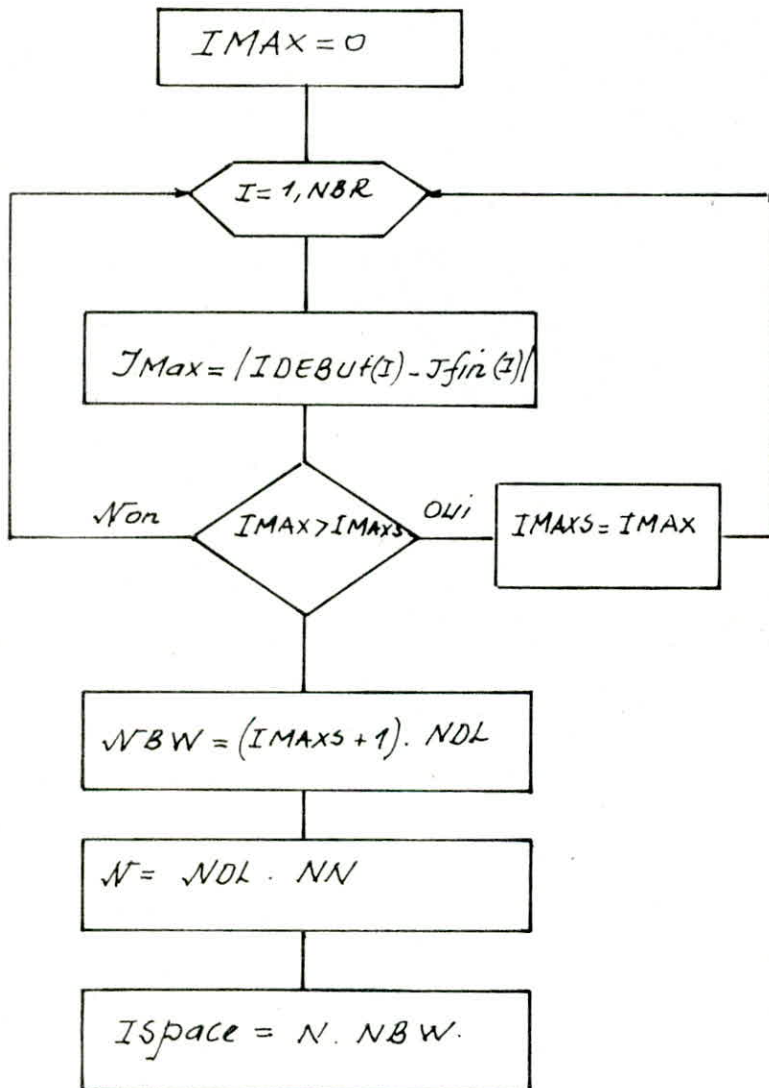 IMAX = 0
I = 1, NBR
IMax = |IDEBUt(I) - Jfin(I)|
Non
IMAX > IMAXS
OUi
IMAXS = IMAX
NBW = (IMAXS + 1). NDL
N = NDL . NN
ISpace = N. NBW.